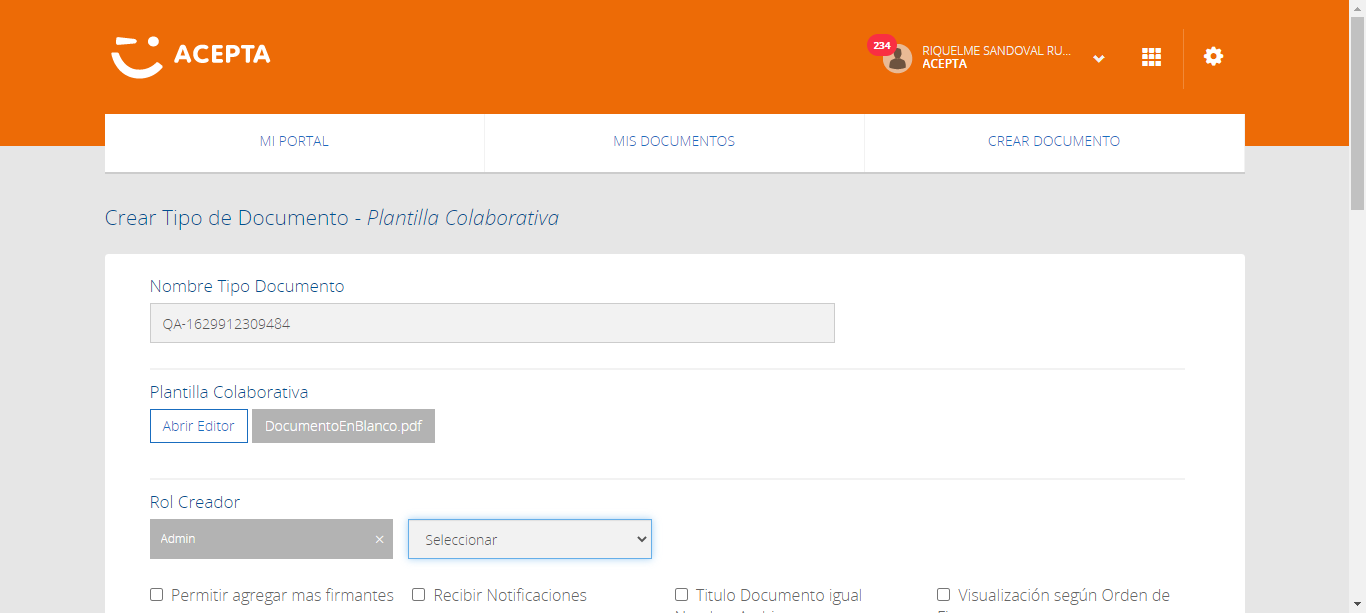 ACEPTA
234
RIQUELME SANDOVAL RU...
ACEPTA
MI PORTAL
MIS DOCUMENTOS
CREAR DOCUMENTO
Crear Tipo de Documento - Plantilla Colaborativa
Nombre Tipo Documento
QA-1629912309484
Plantilla Colaborativa
Abrir Editor
DocumentoEnBlanco.pdf
Rol Creador
Admin ×
Seleccionar
Permitir agregar mas firmantes
Recibir Notificaciones
Titulo Documento igual
Visualización según Orden de